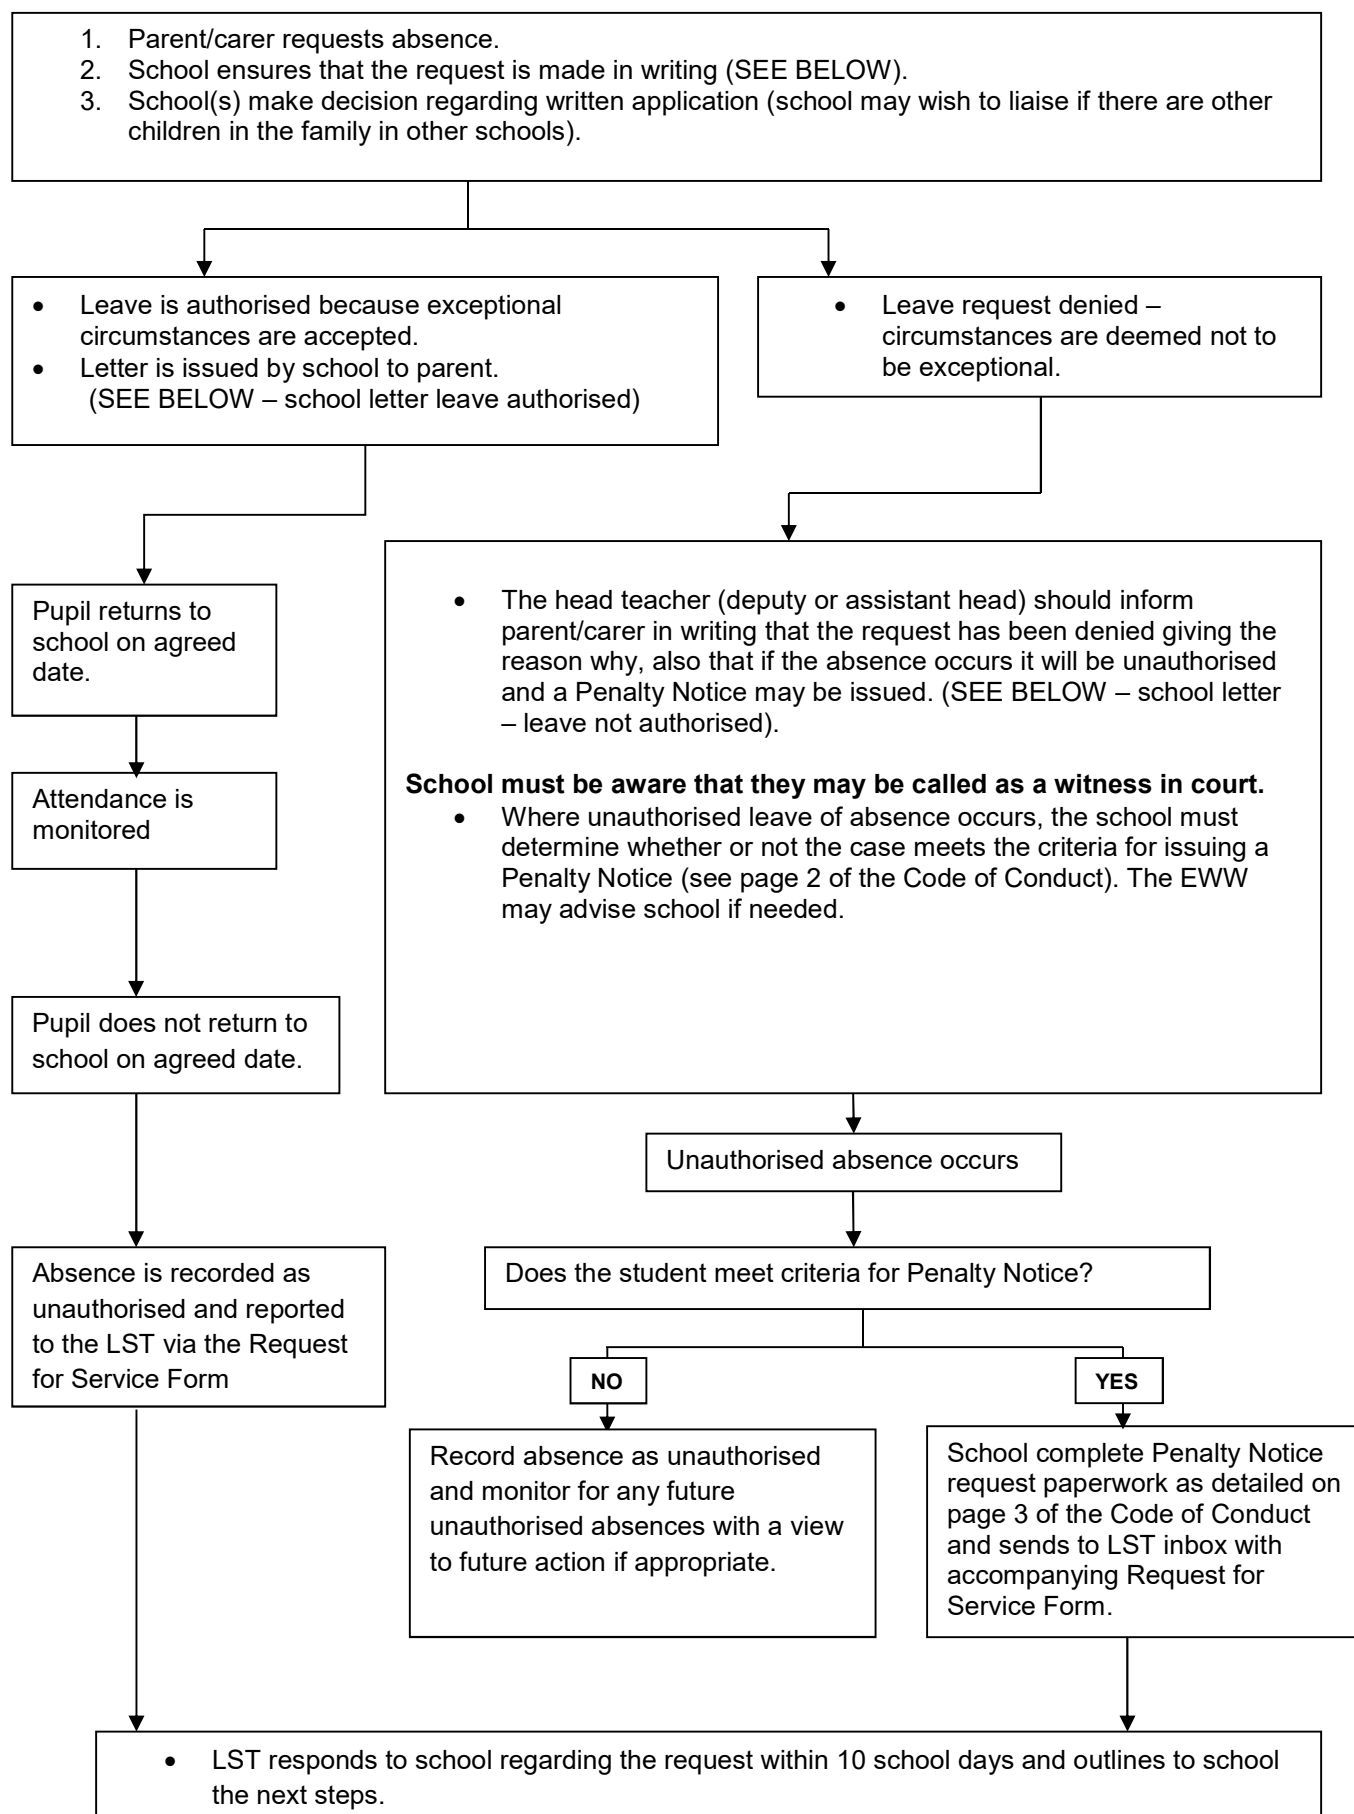 1. Parent/carer requests absence.
2. School ensures that the request is made in writing (SEE BELOW).
3. School(s) make decision regarding written application (school may wish to liaise if there are other
children in the family in other schools).
• Leave is authorised because exceptional
circumstances are accepted.
• Letter is issued by school to parent.
(SEE BELOW – school letter leave authorised)
• Leave request denied –
circumstances are deemed not to
be exceptional.
Pupil returns to
school on agreed
date.
Attendance is
monitored
Pupil does not return to
school on agreed date.
Absence is recorded as
unauthorised and reported
to the LST via the Request
for Service Form
• The head teacher (deputy or assistant head) should inform
parent/carer in writing that the request has been denied giving the
reason why, also that if the absence occurs it will be unauthorised
and a Penalty Notice may be issued. (SEE BELOW – school letter
– leave not authorised).
School must be aware that they may be called as a witness in court.
• Where unauthorised leave of absence occurs, the school must
determine whether or not the case meets the criteria for issuing a
Penalty Notice (see page 2 of the Code of Conduct). The EWW
may advise school if needed.
Unauthorised absence occurs
Does the student meet criteria for Penalty Notice?
NO
YES
Record absence as unauthorised
and monitor for any future
unauthorised absences with a view
to future action if appropriate.
School complete Penalty Notice
request paperwork as detailed on
page 3 of the Code of Conduct
and sends to LST inbox with
accompanying Request for
Service Form.
• LST responds to school regarding the request within 10 school days and outlines to school
the next steps.